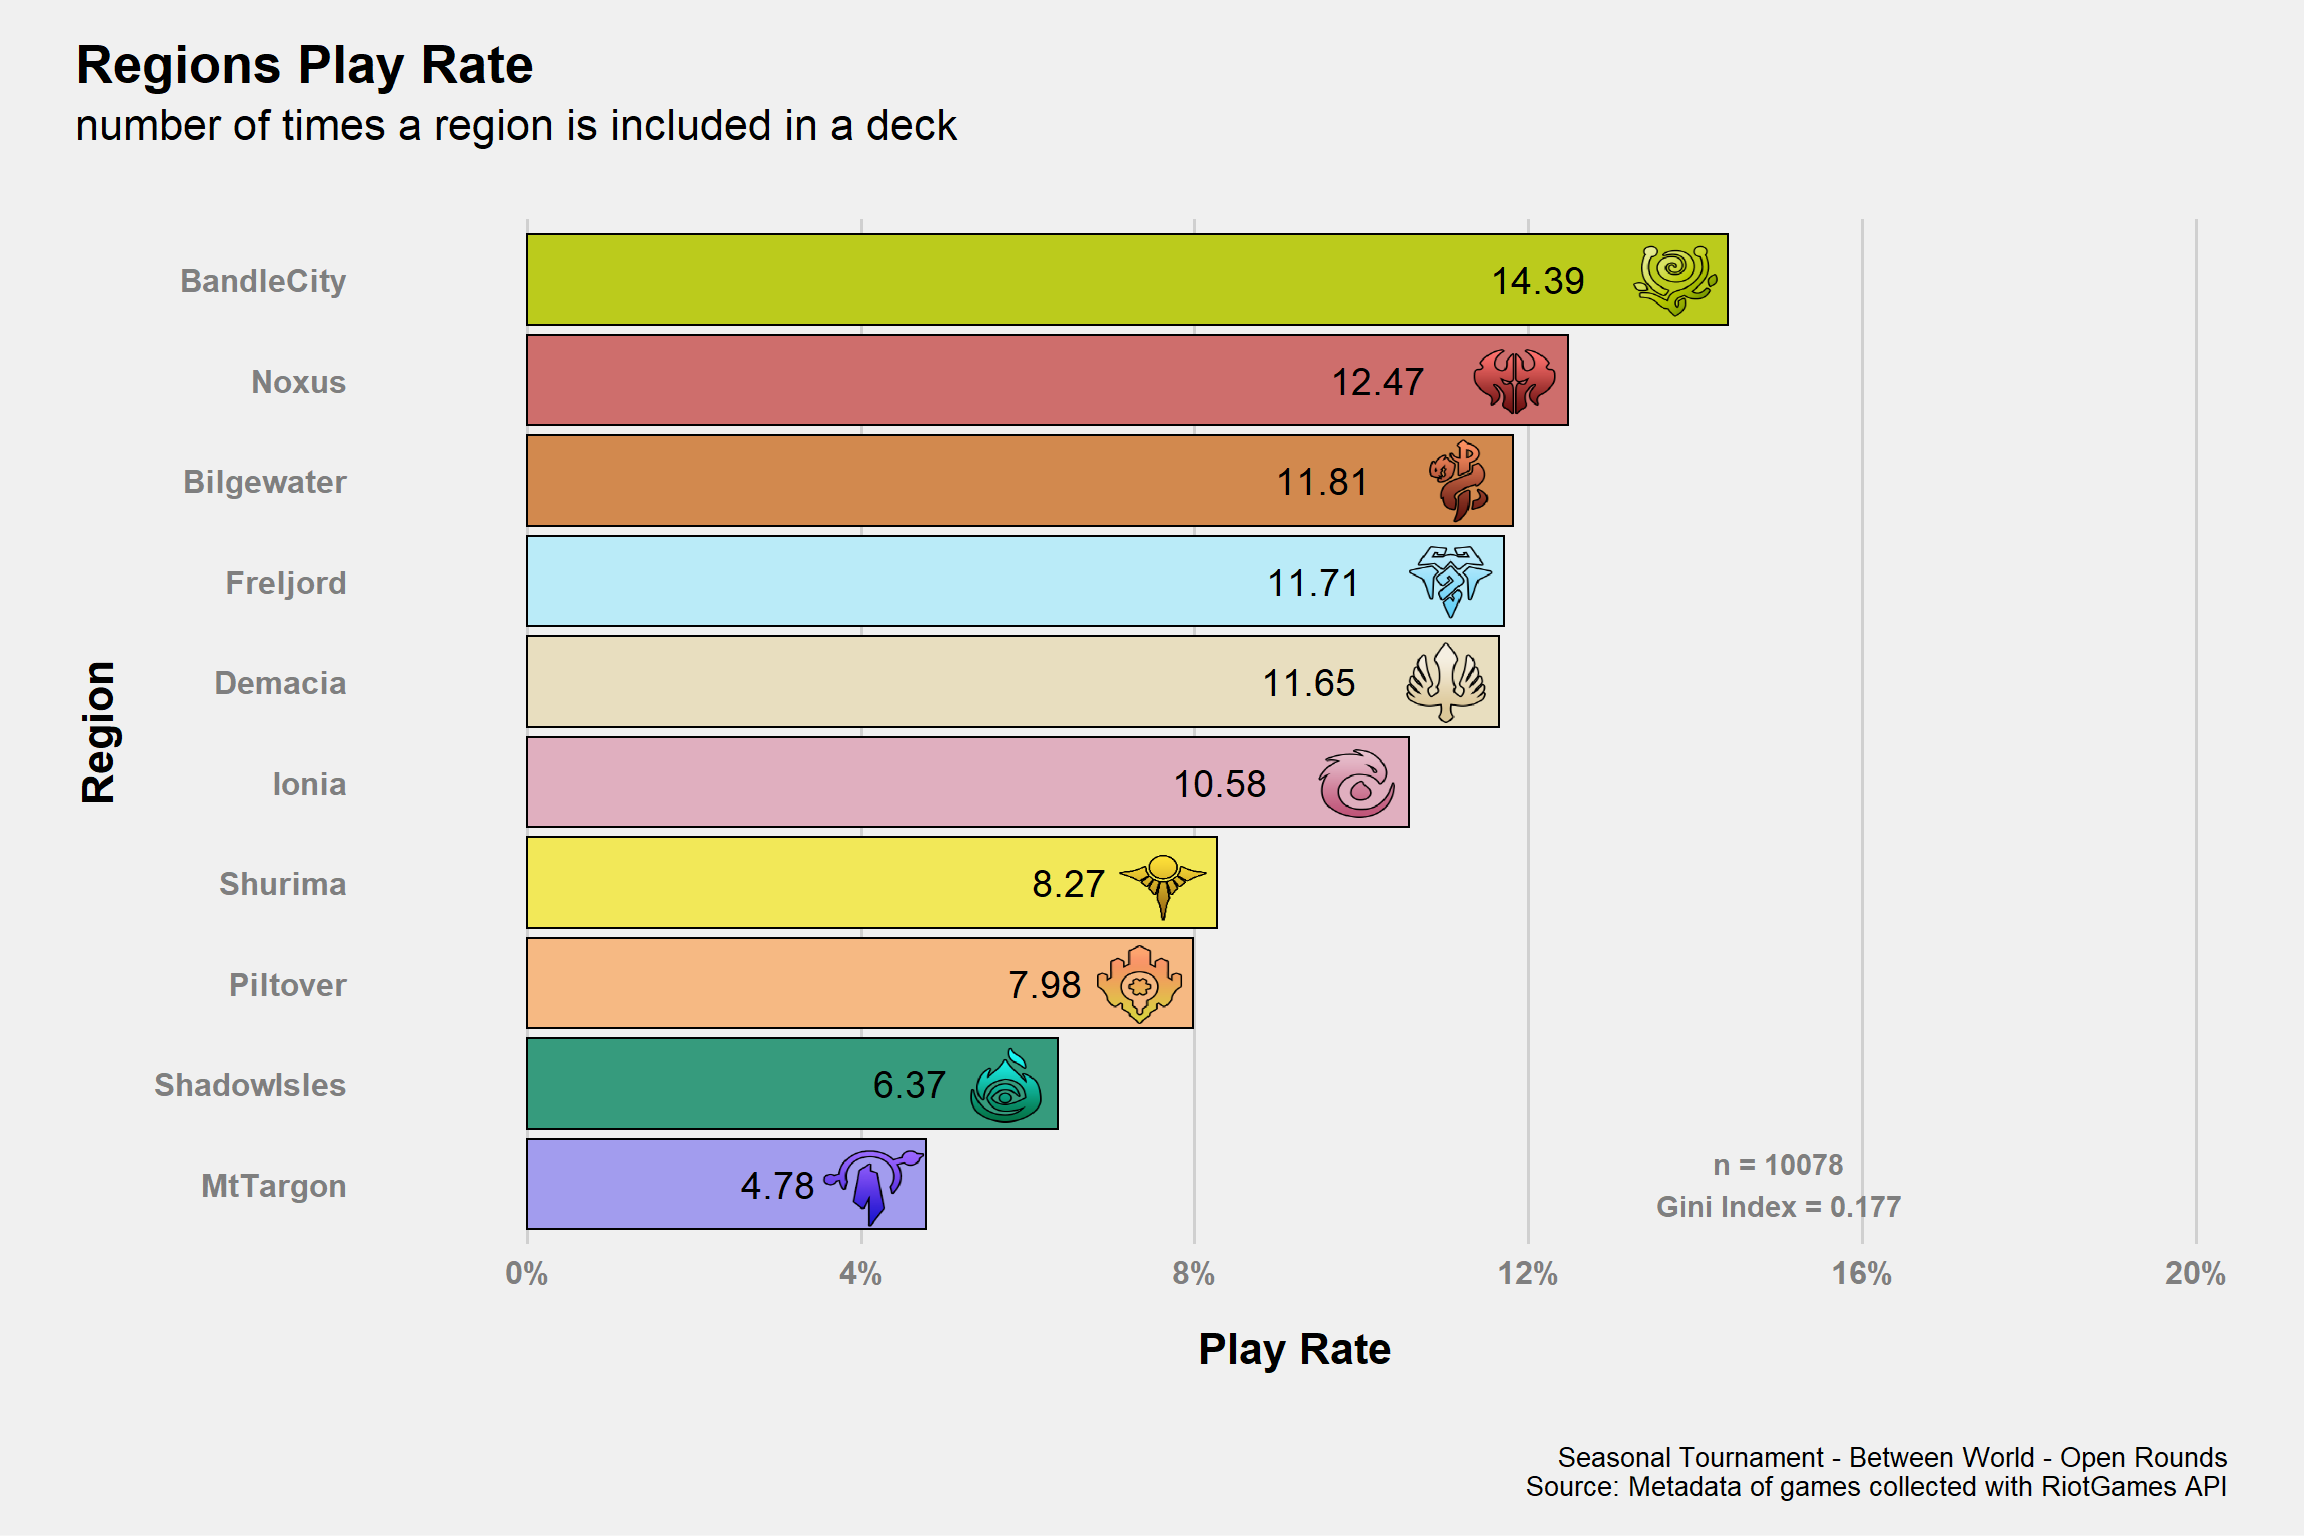 Regions Play Rate
number of times a region is included in a deck
Region
BandleCity
14.39
Noxus
12.47
Bilgewater
11.81
Freljord
11.71
Demacia
11.65
Ionia
10.58
Shurima
8.27
Piltover
7.98
ShadowIsles
6.37
MtTargon
4.78
n = 10078
Gini Index = 0.177
0% 4% 8% 12% 16% 20%
Play Rate
Seasonal Tournament - Between World - Open Rounds
Source: Metadata of games collected with RiotGames API